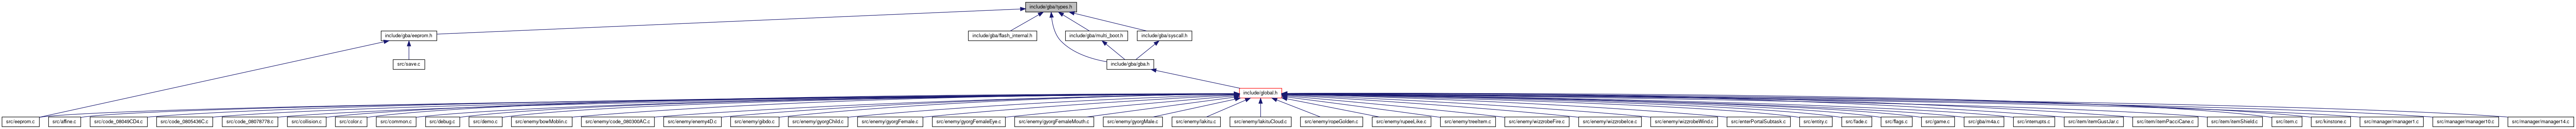 include/gba/types.h
include/gba/eeprom.h
include/gba/flash_internal.h
include/gba/multi_boot.h
include/gba/syscall.h
src/save.c
include/gba/gba.h
include/global.h
src/eeprom.c
src/affine.c
src/code_08049CD4.c
src/code_0805436C.c
src/code_08078778.c
src/collision.c
src/color.c
src/common.c
src/debug.c
src/demo.c
src/enemy/bowMoblin.c
src/enemy/code_080300AC.c
src/enemy/enemy4D.c
src/enemy/gibdo.c
src/enemy/gyorgChild.c
src/enemy/gyorgFemale.c
src/enemy/gyorgFemaleEye.c
src/enemy/gyorgFemaleMouth.c
src/enemy/gyorgMale.c
src/enemy/lakitu.c
src/enemy/lakituCloud.c
src/enemy/ropeGolden.c
src/enemy/rupeeLike.c
src/enemy/treeItem.c
src/enemy/wizzrobeFire.c
src/enemy/wizzrobeIce.c
src/enemy/wizzrobeWind.c
src/enterPortalSubtask.c
src/entity.c
src/fade.c
src/flags.c
src/game.c
src/gba/m4a.c
src/interrupts.c
src/item/itemGustJar.c
src/item/itemPacciCane.c
src/item/itemShield.c
src/item.c
src/kinstone.c
src/manager/manager1.c
src/manager/manager10.c
src/manager/manager14.c